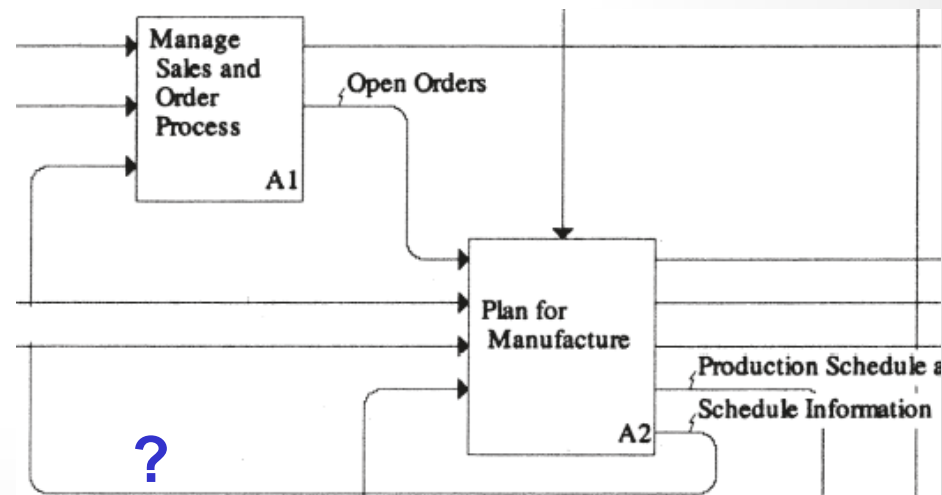 Manage
Sales and
Order
Process
A1
Open Orders
Plan for
Manufacture
A2
Production Schedule a
Schedule Information
?